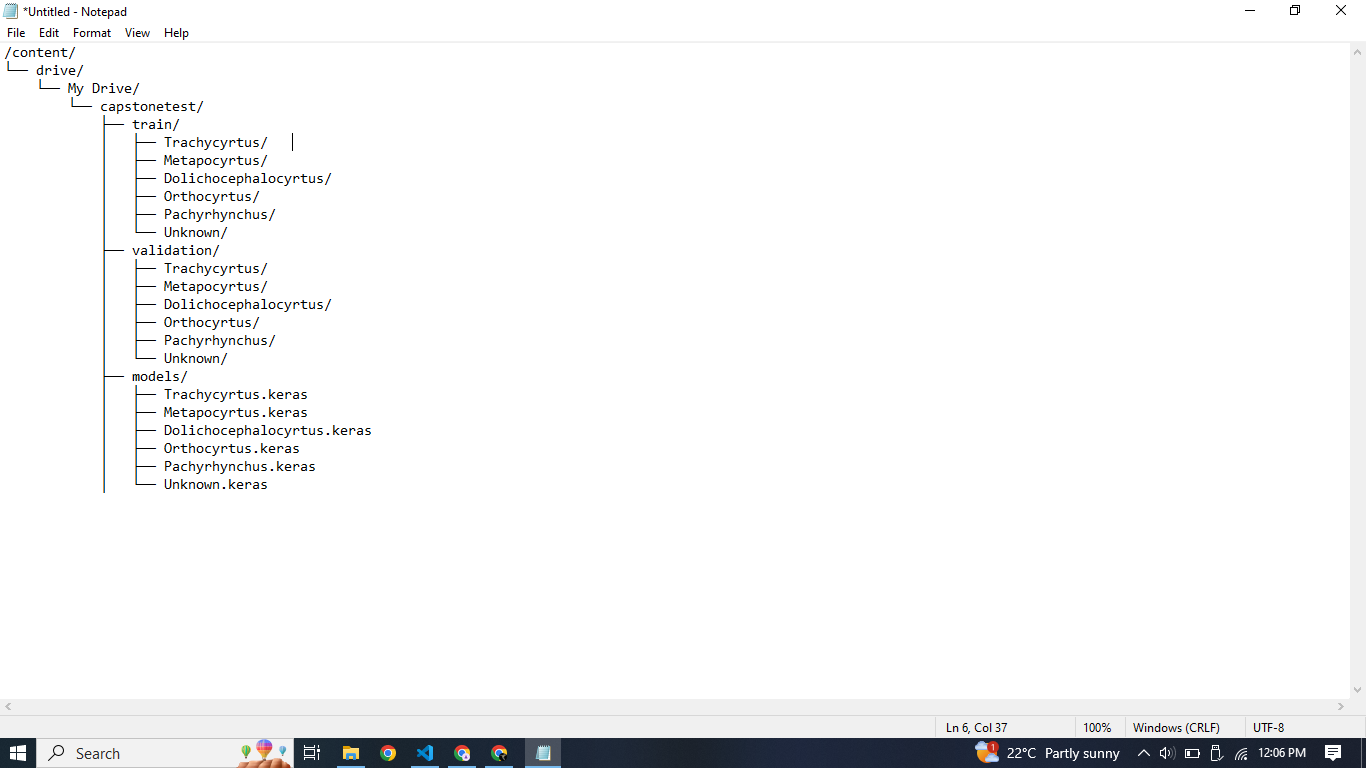 *Untitled - Notepad
File Edit Format View Help
/content/
└── drive/
    └── My Drive/
        └── capstonetest/
            ├── train/
            │   ├── Trachycyrtus/
            │   ├── Metapocyrtus/
            │   ├── Dolichocephalocyrtus/
            │   ├── Orthocyrtus/
            │   ├── Pachyrhynchus/
            │   └── Unknown/
            ├── validation/
            │   ├── Trachycyrtus/
            │   ├── Metapocyrtus/
            │   ├── Dolichocephalocyrtus/
            │   ├── Orthocyrtus/
            │   ├── Pachyrhynchus/
            │   └── Unknown/
            ├── models/
            │   ├── Trachycyrtus.keras
            │   ├── Metapocyrtus.keras
            │   ├── Dolichocephalocyrtus.keras
            │   ├── Orthocyrtus.keras
            │   ├── Pachyrhynchus.keras
            │   └── Unknown.keras
Ln 6, Col 37 100% Windows (CRLF) UTF-8
Search 1 22°C Partly sunny 12:06 PM